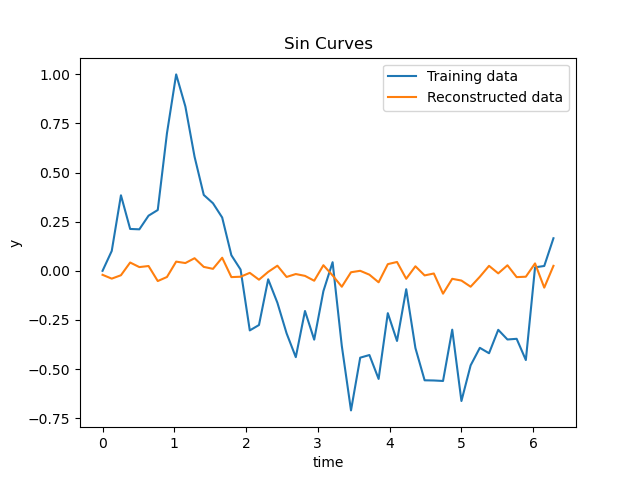 Sin Curves
Training data
Reconstructed data
1.00
0.75
0.50
0.25
0.00
−0.25
−0.50
−0.75
y
0 1 2 3 4 5 6
time